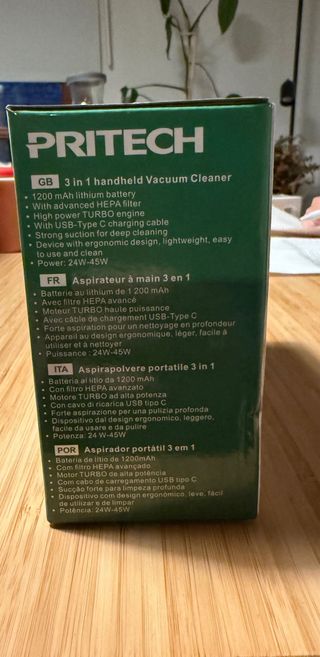 PRITECH
GB 3 in 1 handheld Vacuum Cleaner
• 1200 mAh lithium battery
• With advanced HEPA filter
• High power TURBO engine
• With USB-Type C charging cable
• Strong suction for deep cleaning
• Device with ergonomic design, lightweight, easy
to use and clean
• Power: 24W-45W
FR Aspirateur à main 3 en 1
• Batterie au lithium de 1 200 mAh
• Avec filtre HEPA avancé
• Moteur TURBO haute puissance
• Avec câble de chargement USB-Type C
• Forte aspiration pour un nettoyage en profondeur
• Appareil au design ergonomique, léger, facile à
utiliser et à nettoyer
• Puissance : 24W-45W
ITA Aspirapolvere portatile 3 in 1
• Batteria al litio da 1200 mAh
• Con filtro HEPA avanzato
• Motore TURBO ad alta potenza
• Con cavo di ricarica USB tipo C
• Forte aspirazione per una pulizia profonda
• Dispositivo dal design ergonomico, leggero,
facile da usare e da pulire
• Potenza: 24 W-45W
POR Aspirador portátil 3 em 1
• Bateria de lítio de 1200mAh
• Com filtro HEPA avançado
• Motor TURBO de alta potência
• Com cabo de carregamento USB tipo C
• Sucção forte para limpeza profunda
• Dispositivo com design ergonómico, leve, fácil
de utilizar e de limpar
• Potência: 24W-45W